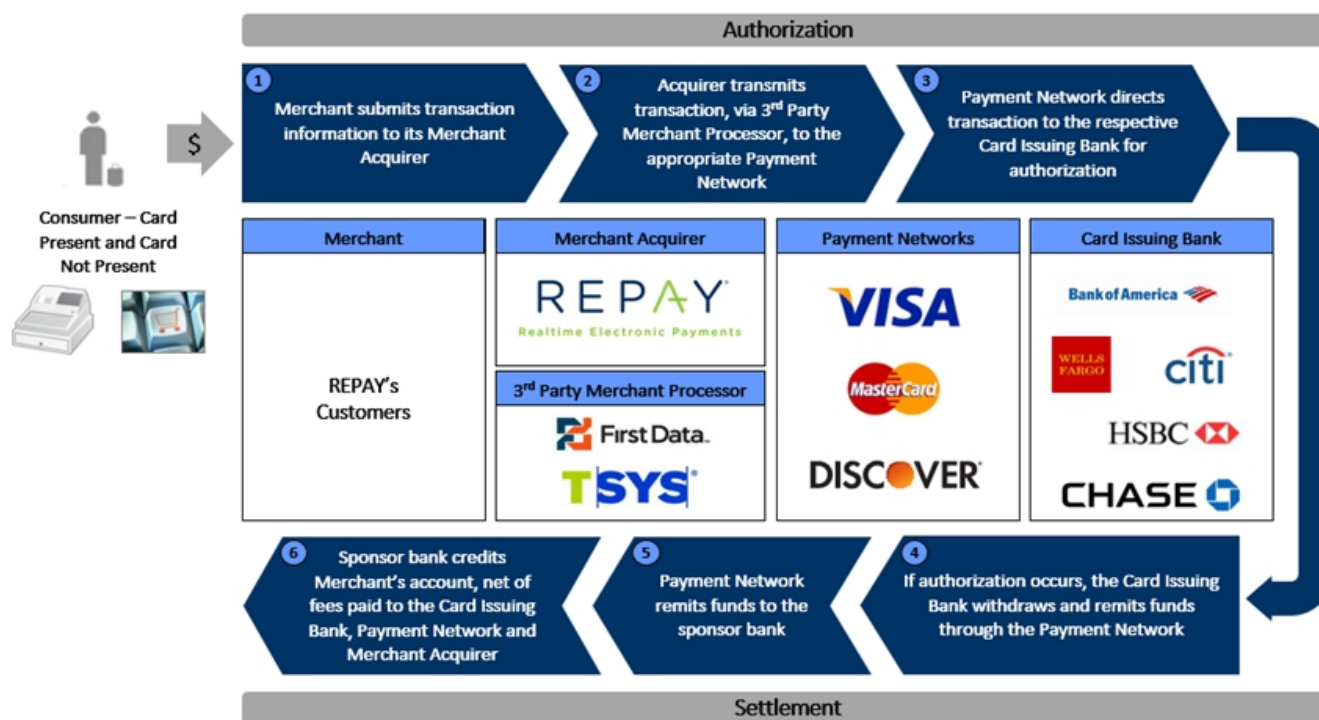 Authorization
1
Merchant submits transaction
information to its Merchant
Acquirer
2
Acquirer transmits
transaction, via 3rd Party
Merchant Processor, to the
appropriate Payment
Network
3
Payment Network directs
transaction to the respective
Card Issuing Bank for
authorization
$
Consumer – Card
Present and Card
Not Present
Merchant
REPAY's
Customers
Merchant Acquirer
REPAY®
Realtime Electronic Payments
3rd Party Merchant Processor
First Data™
TSYS®
Payment Networks
VISA
MasterCard
DISCOVER®
Card Issuing Bank
Bank of America
WELLS
FARGO
citi®
HSBC
CHASE
4
If authorization occurs, the Card Issuing
Bank withdraws and remits funds
through the Payment Network
5
Payment Network
remits funds to the
sponsor bank
6
Sponsor bank credits
Merchant's account, net of
fees paid to the Card Issuing
Bank, Payment Network and
Merchant Acquirer
Settlement